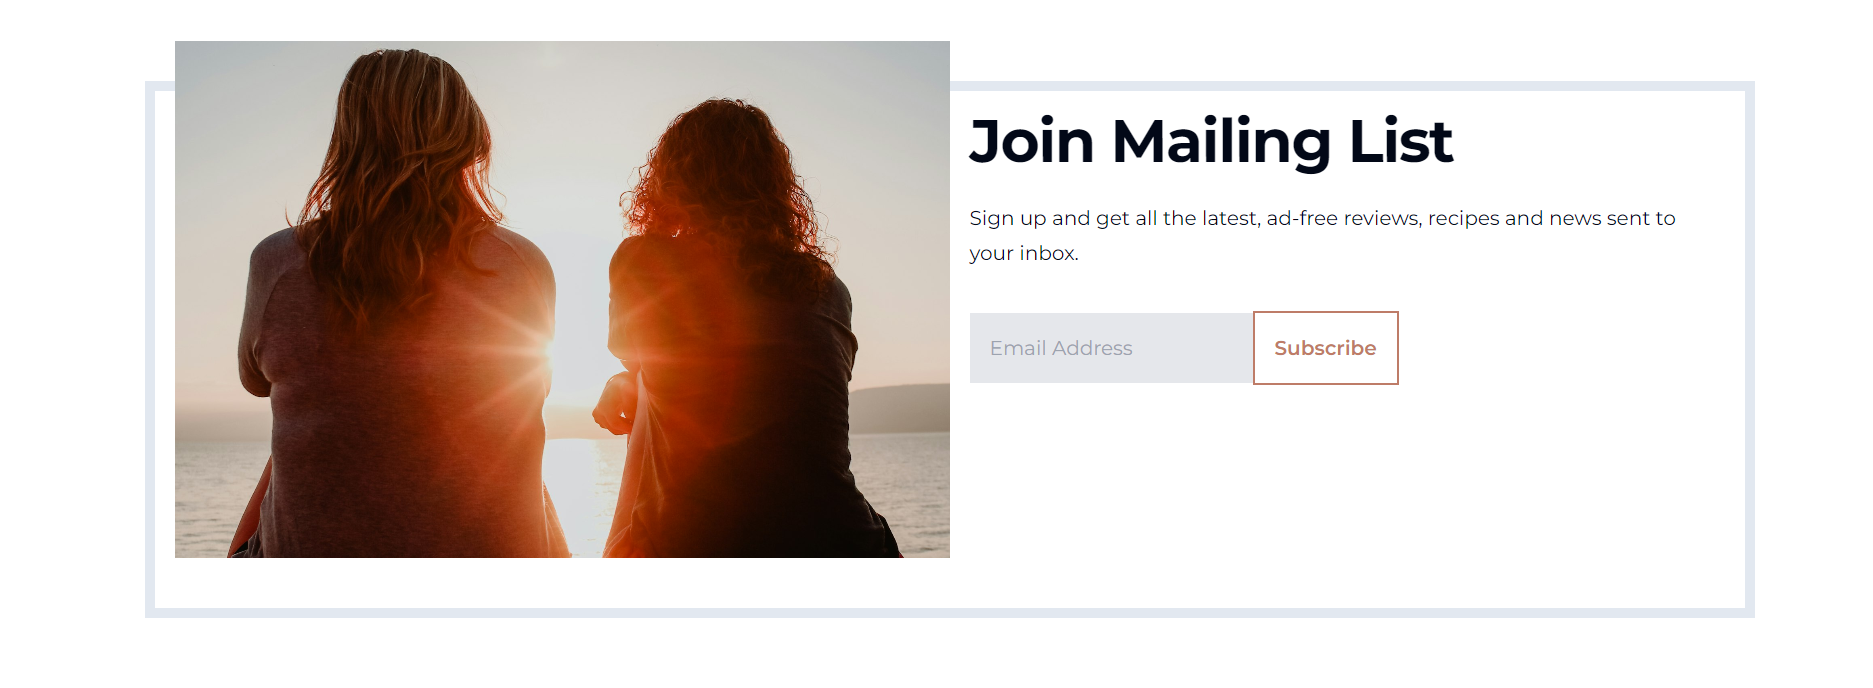 Join Mailing List
Sign up and get all the latest, ad-free reviews, recipes and news sent to
your inbox.
Email Address
Subscribe